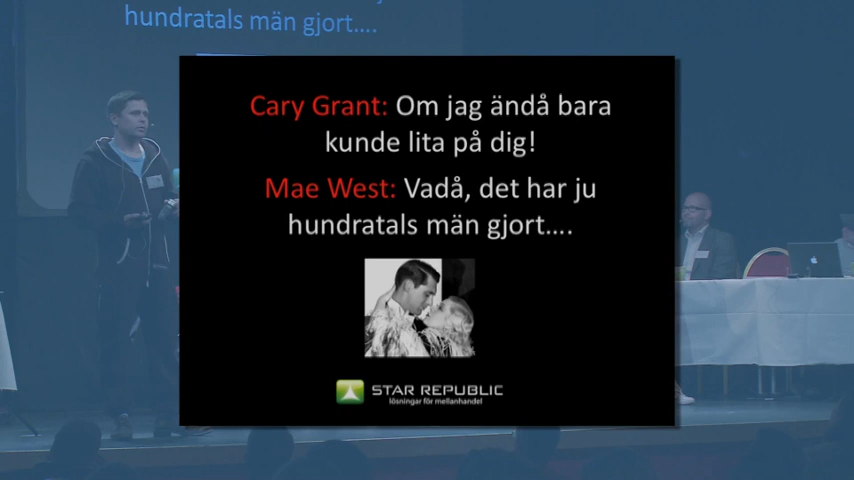 hundratals män gjort....
Cary Grant: Om jag ändå bara
kunde lita på dig!
Mae West: Vadå, det har ju
hundratals män gjort....
STAR REPUBLIC
lösningar för mellanhandel